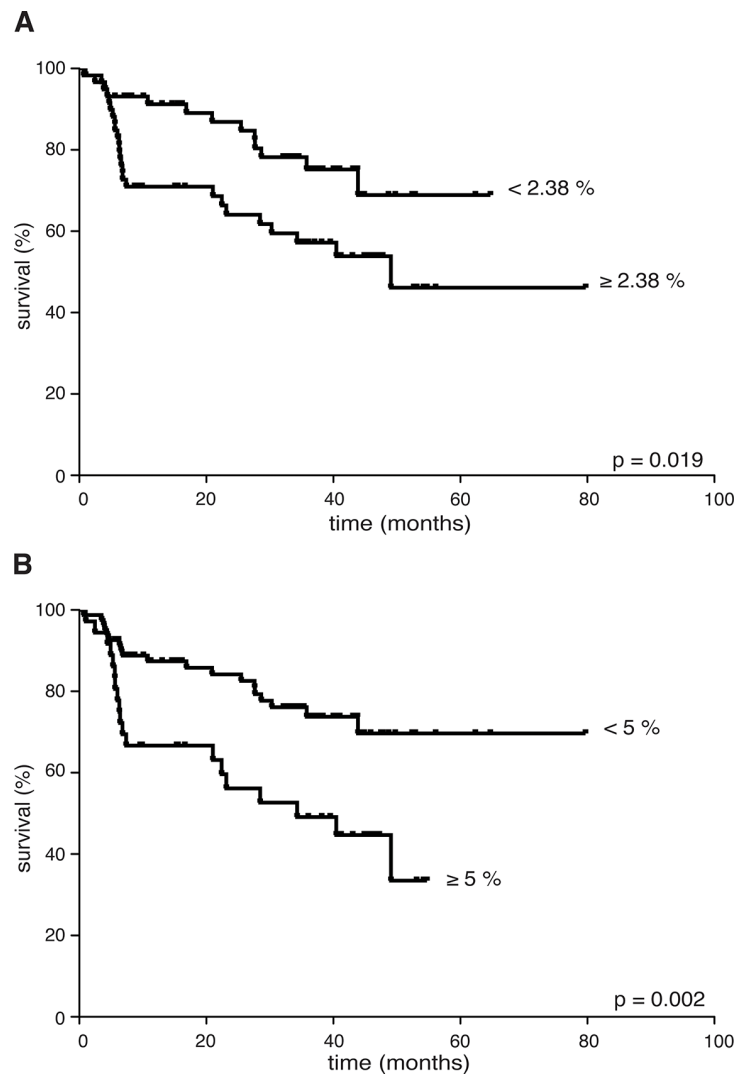 A
100
80
60
40
20
0
survival (%)
< 2.38 %
≥ 2.38 %
p = 0.019
0 20 40 60 80 100
time (months)
B
100
80
60
40
20
0
survival (%)
< 5 %
≥ 5 %
p = 0.002
0 20 40 60 80 100
time (months)